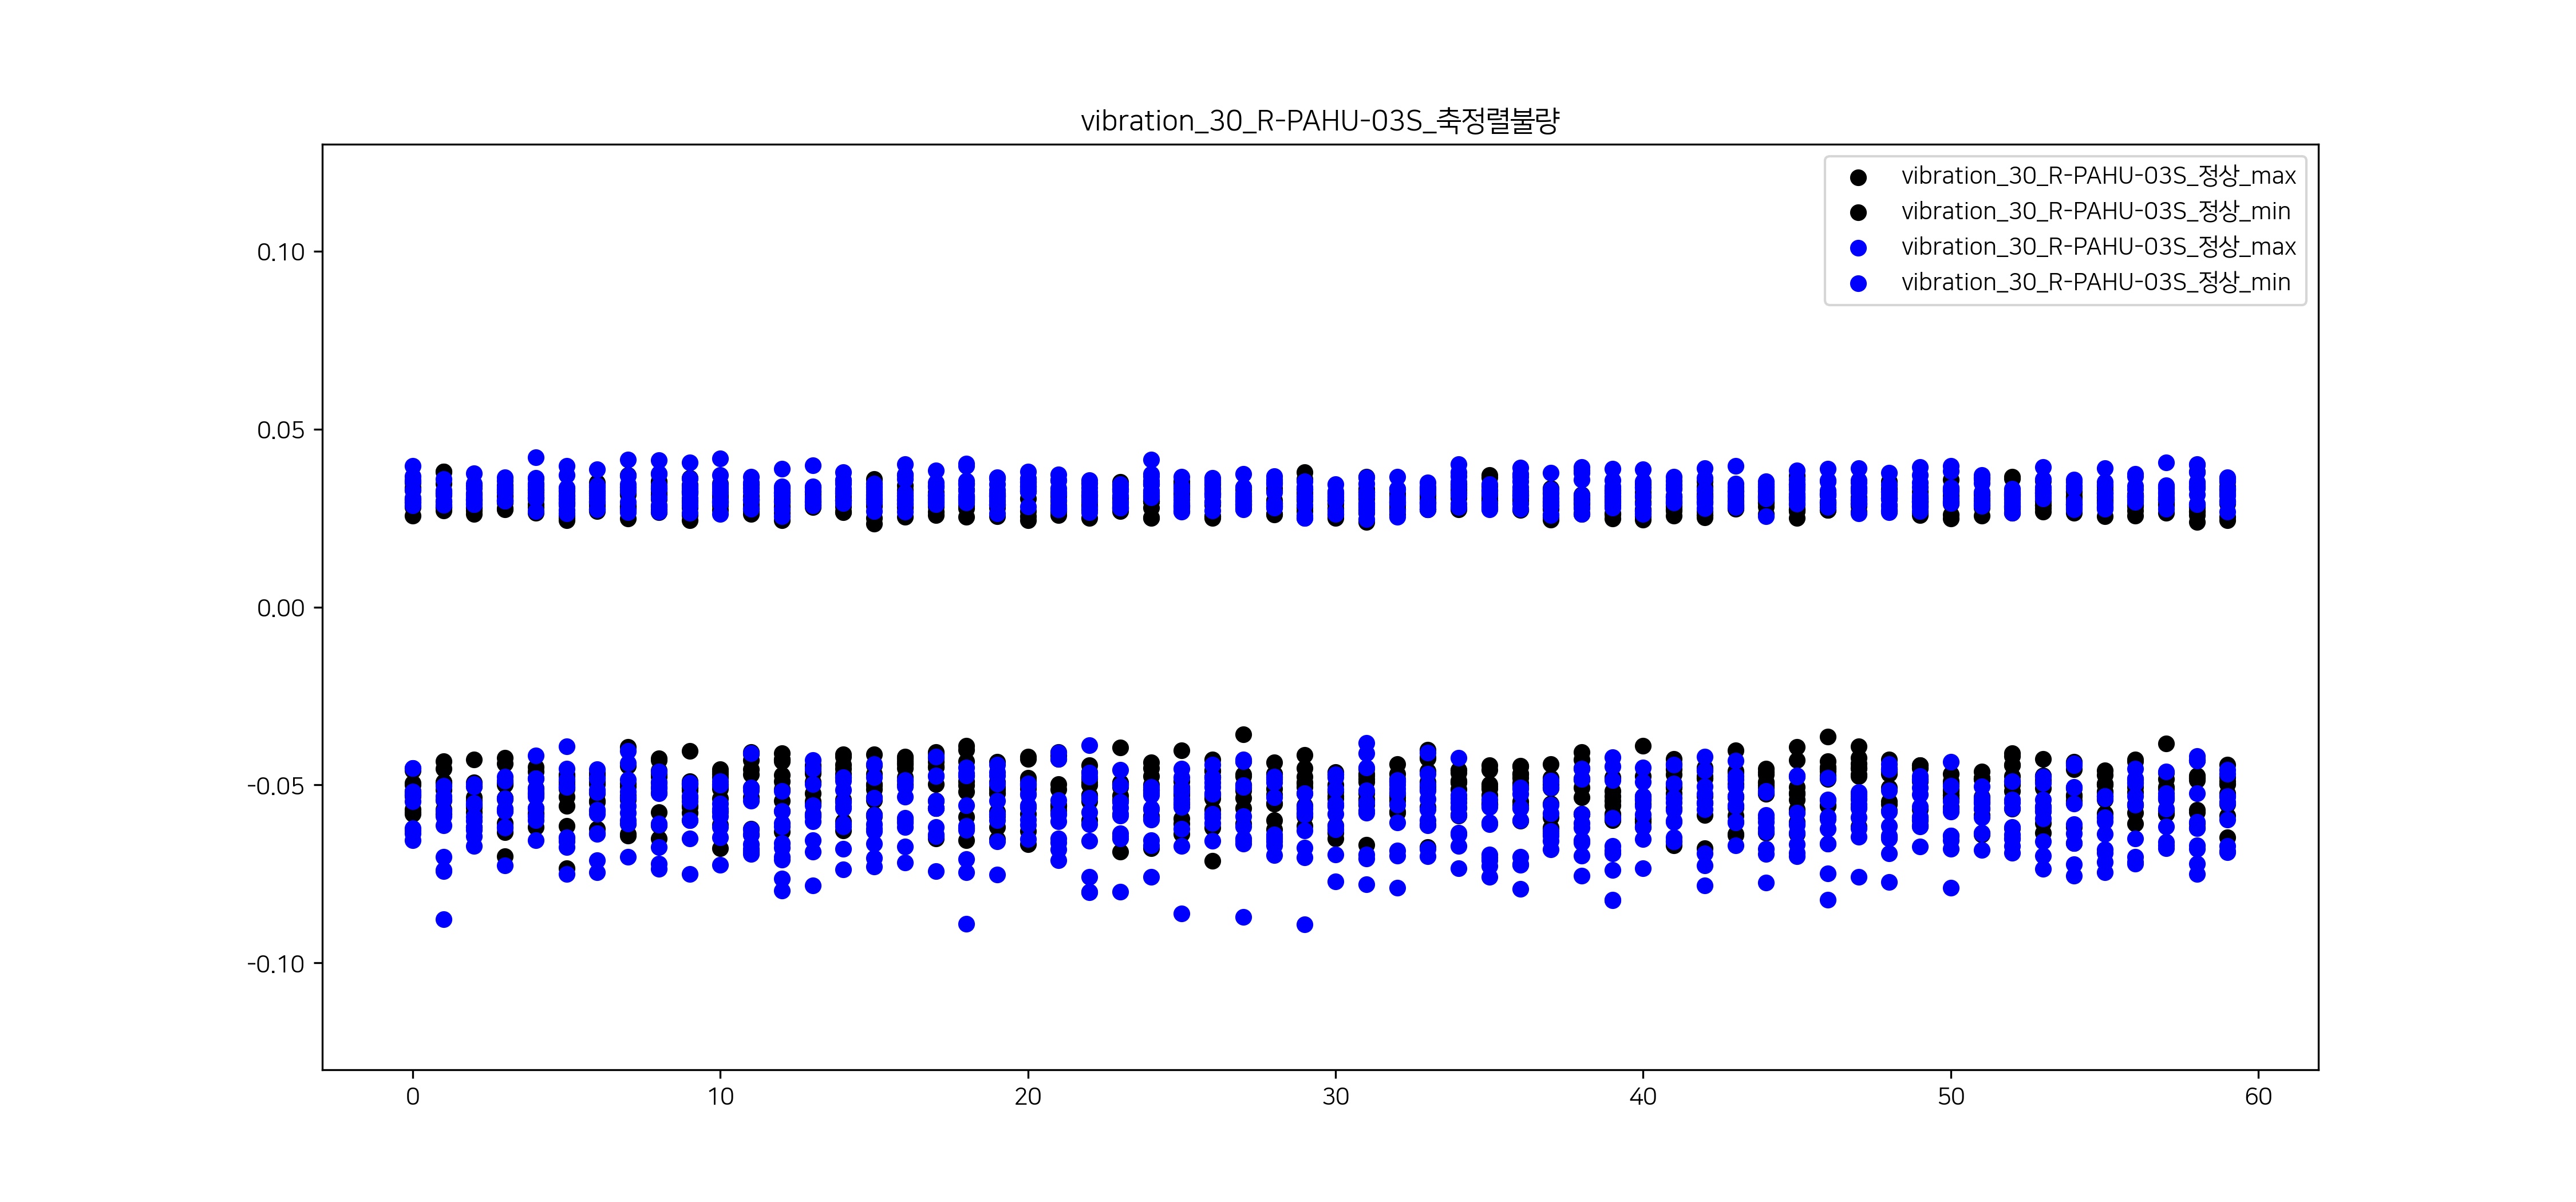 vibration_30_R-PAHU-03S_축정렬불량
vibration_30_R-PAHU-03S_정상_max
vibration_30_R-PAHU-03S_정상_min
vibration_30_R-PAHU-03S_정상_max
vibration_30_R-PAHU-03S_정상_min
0.10
0.05
0.00
-0.05
-0.10
0 10 20 30 40 50 60